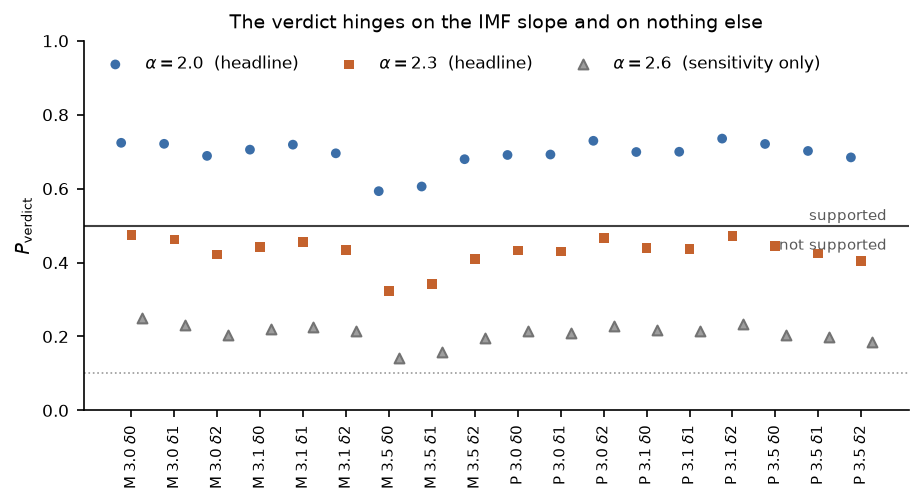 The verdict hinges on the IMF slope and on nothing else
α = 2.0 (headline)
α = 2.3 (headline)
α = 2.6 (sensitivity only)
1.0
0.8
0.6
0.4
0.2
0.0
P_verdict
supported
not supported
M 3.0 δ0
M 3.0 δ1
M 3.0 δ2
M 3.1 δ0
M 3.1 δ1
M 3.1 δ2
M 3.5 δ0
M 3.5 δ1
M 3.5 δ2
P 3.0 δ0
P 3.0 δ1
P 3.0 δ2
P 3.1 δ0
P 3.1 δ1
P 3.1 δ2
P 3.5 δ0
P 3.5 δ1
P 3.5 δ2